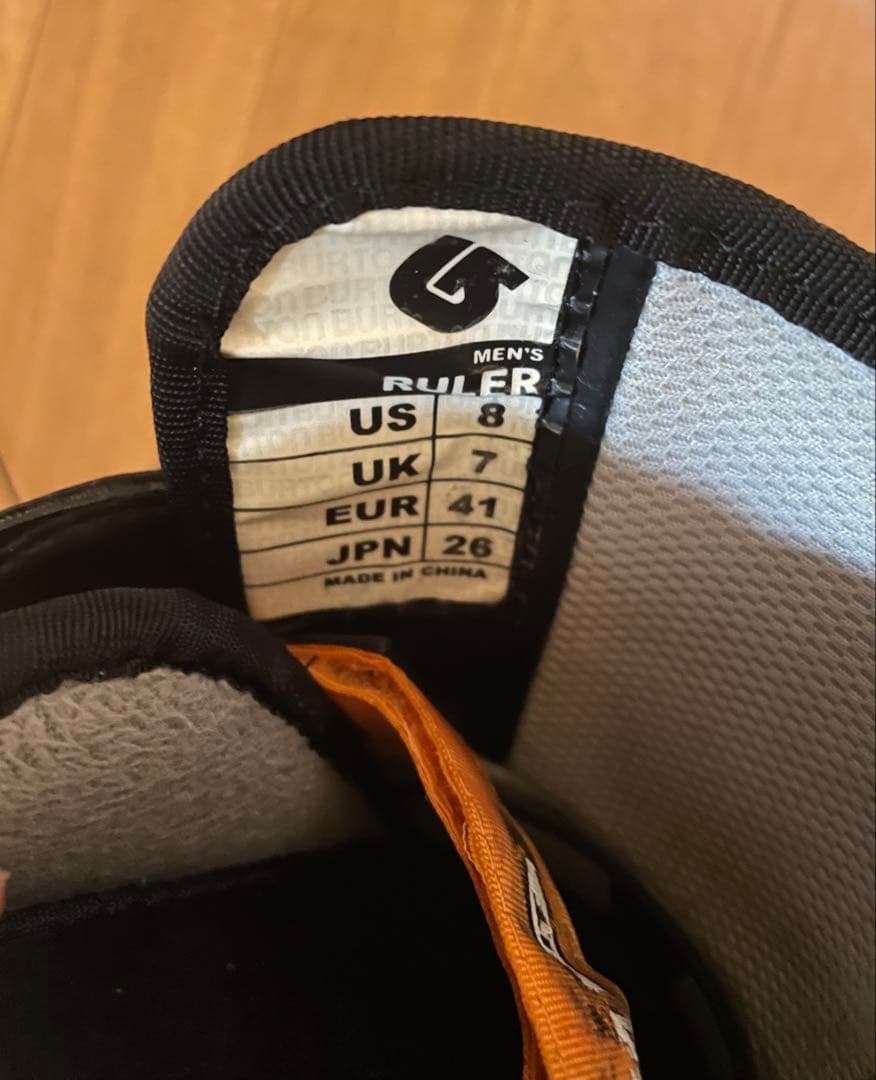 MEN'S
RULER
US 8
UK 7
EUR 41
JPN 26
MADE IN CHINA